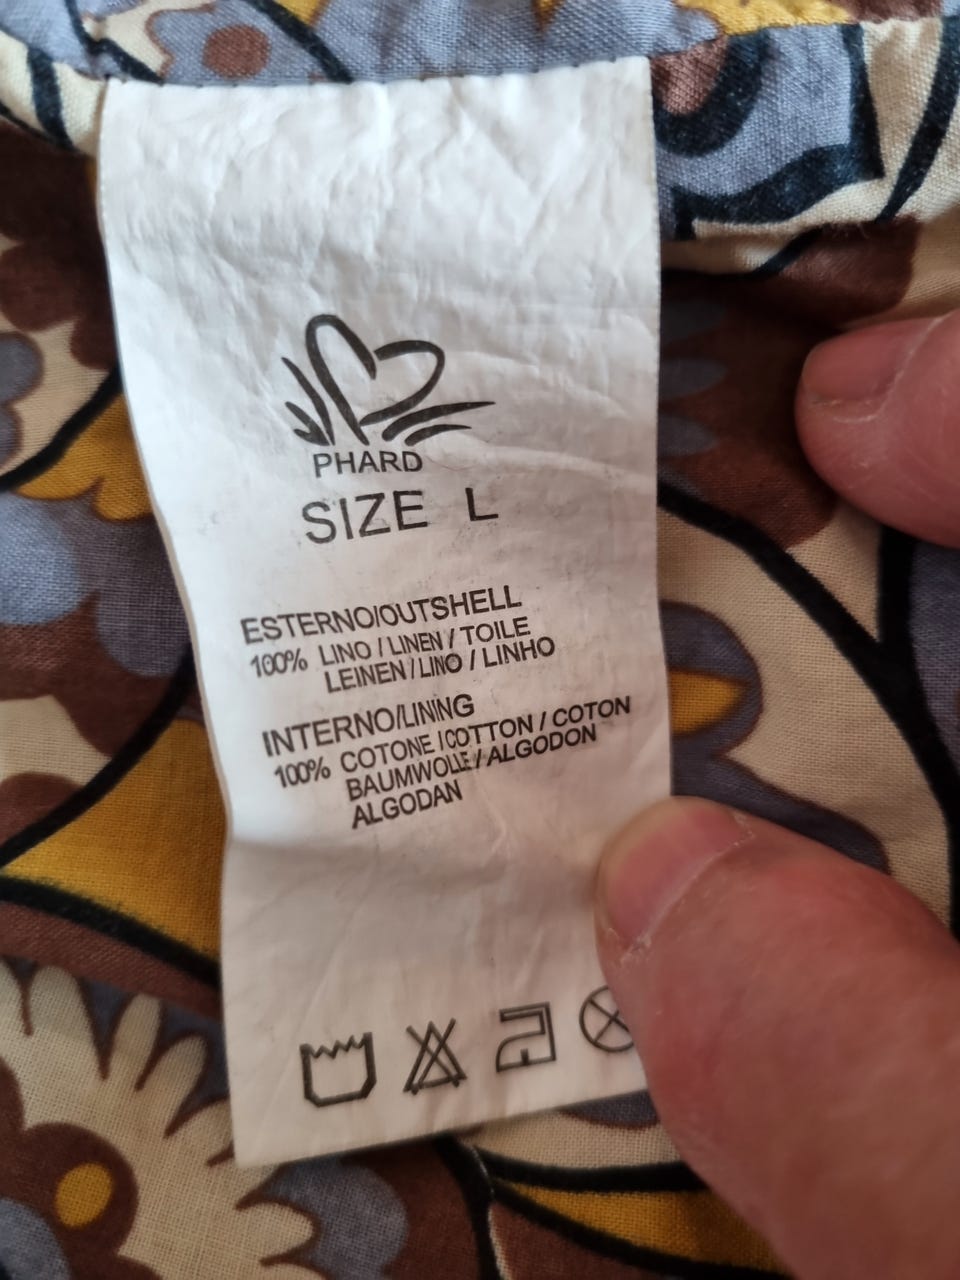 PHARD
SIZE L
ESTERNO/OUTSHELL
100% LINO / LINEN / TOILE
LEINEN / LINO / LINHO
INTERNO/LINING
100% COTONE / COTTON / COTON
BAUMWOLLE / ALGODON
ALGODAN